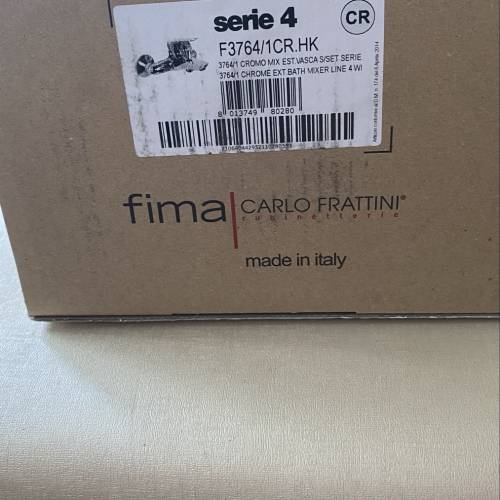 serie 4
CR
F3764/1CR.HK
3764/1 CROMO MIX EST.VASCA S/SET SERIE
3764/1 CHROME EXT.BATH MIXER LINE 4 WI
8 013749 80280
fima CARLO FRATTINI®
rubinetterie
made in italy